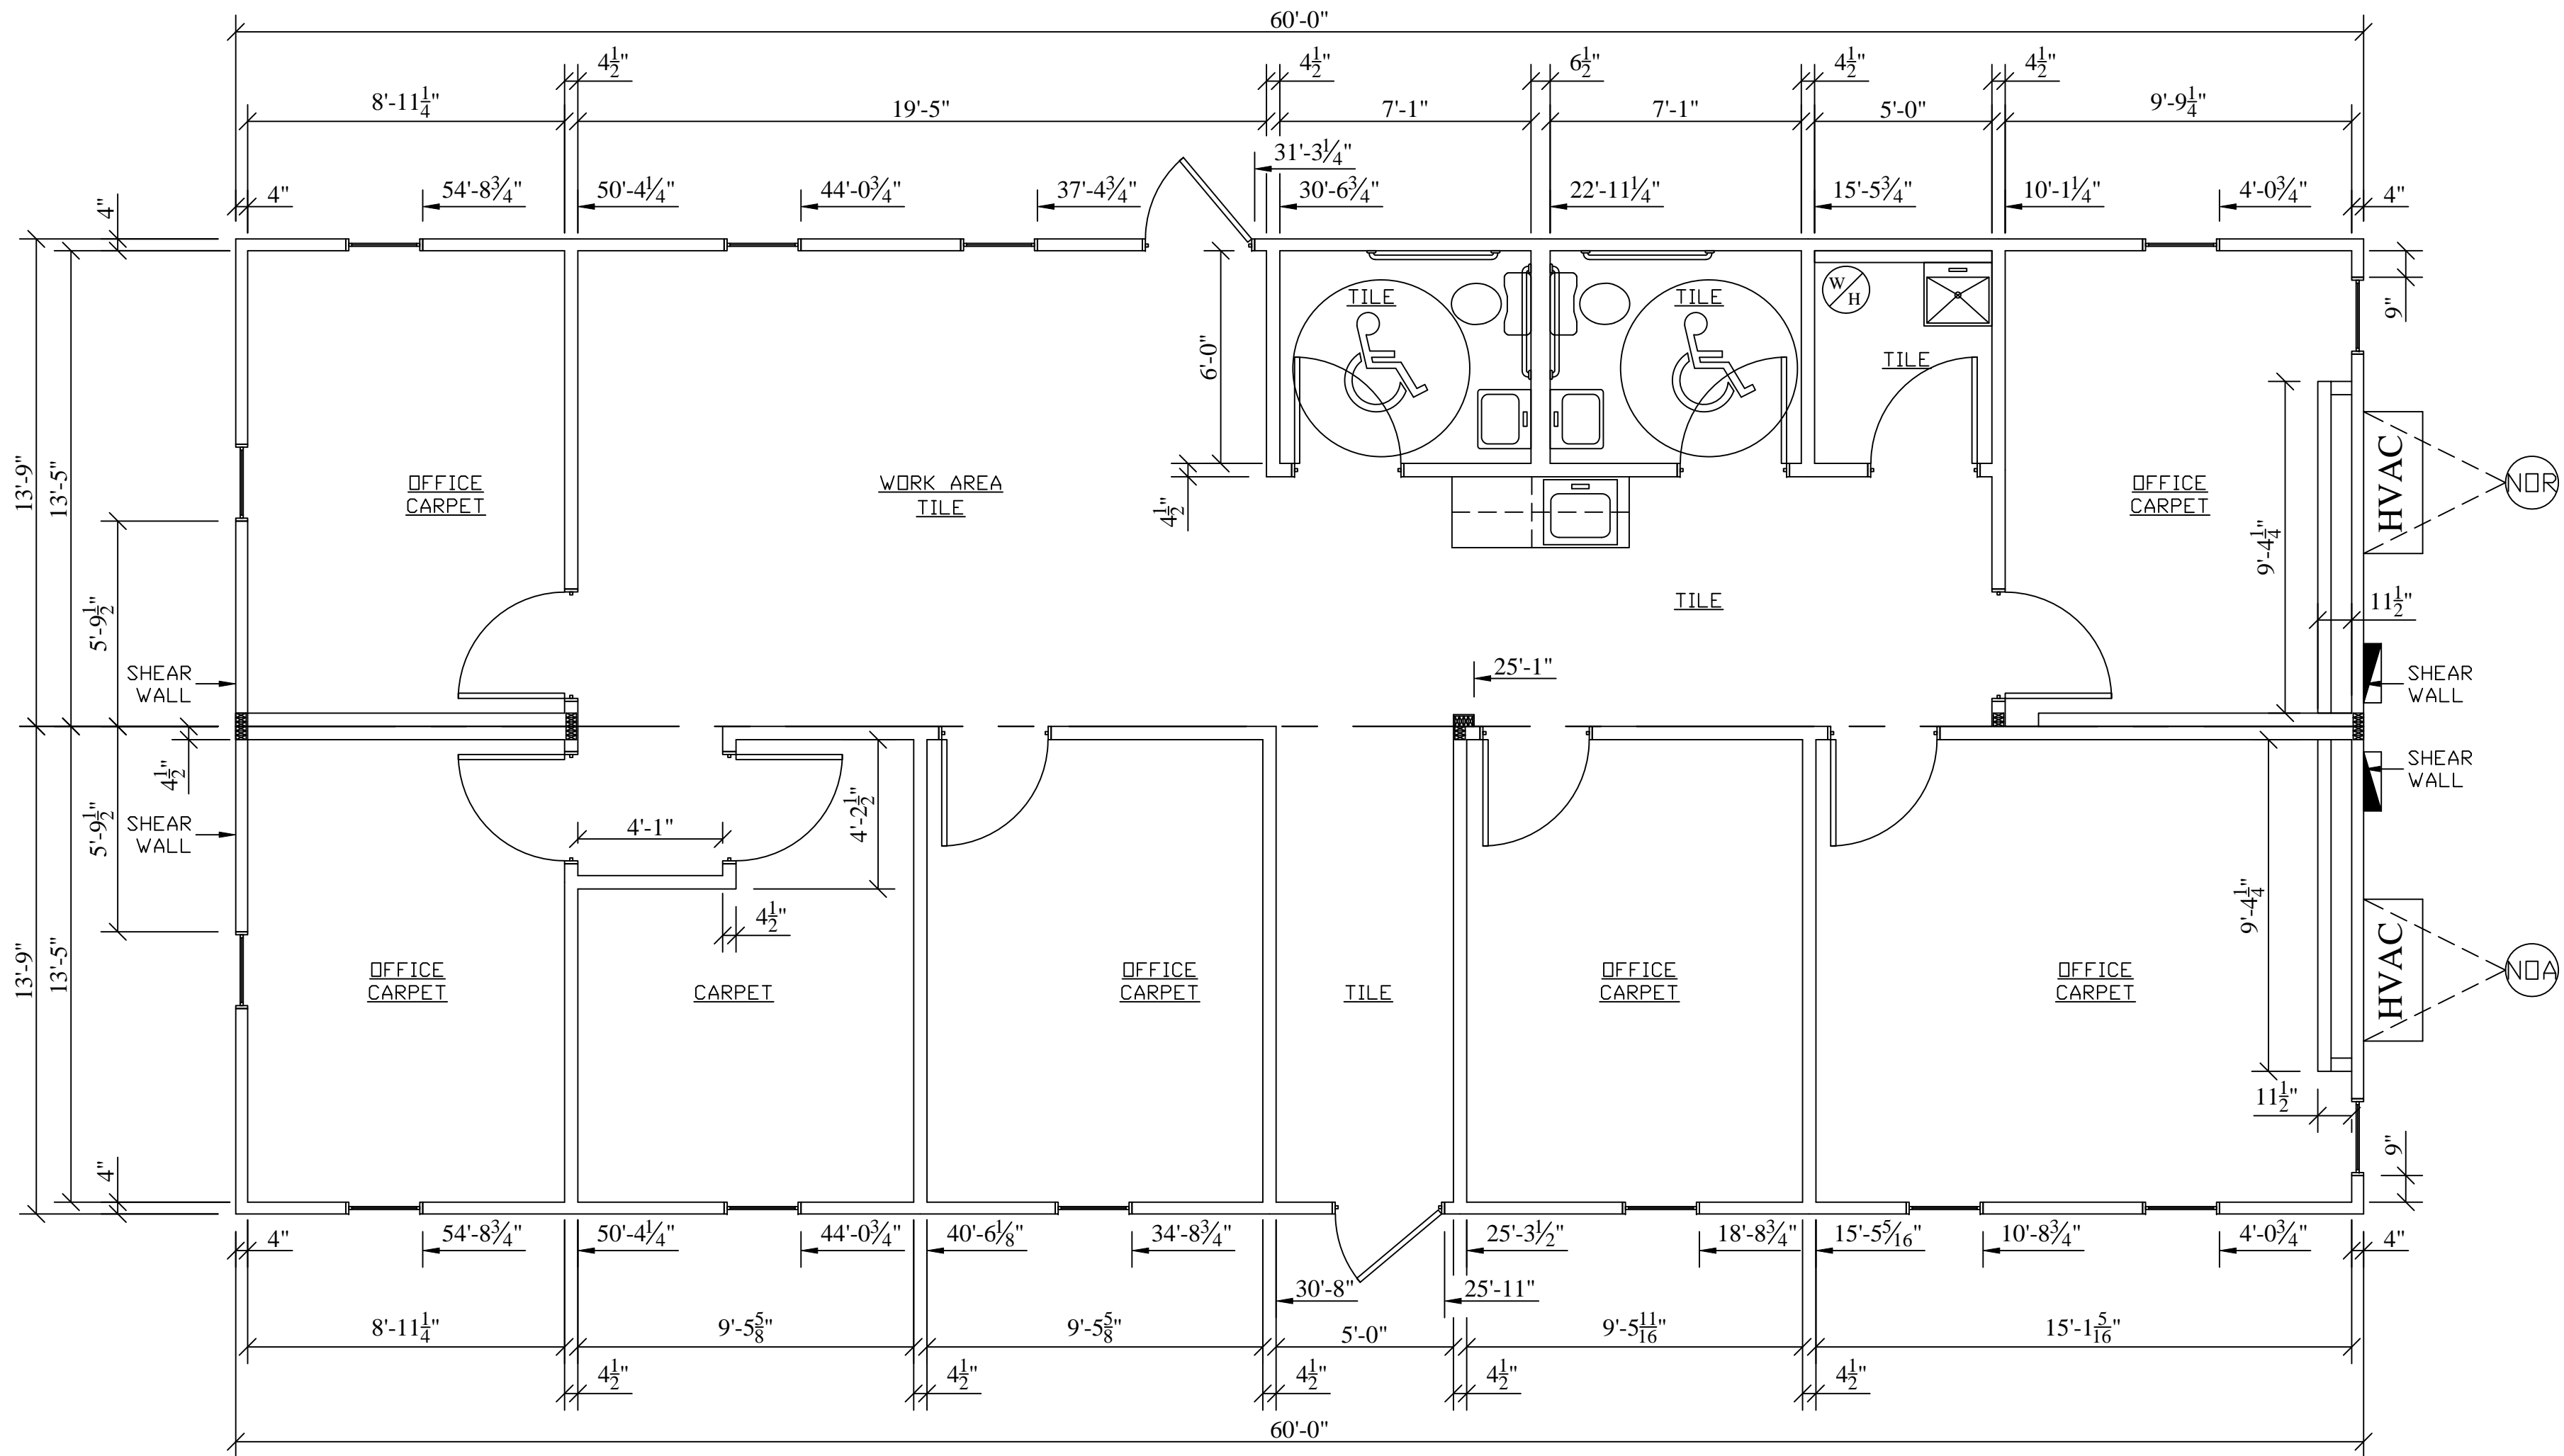 60'-0"
4½" 4½" 6½" 4½" 4½"
8'-11¼" 19'-5" 7'-1" 7'-1" 5'-0" 9'-9¼"
31'-3¼"
4" 54'-8¾" 50'-4¼" 44'-0¾" 37'-4¾" 30'-6¾" 22'-11¼" 15'-5¾" 10'-1¼" 4'-0¾" 4"
4"
9"
W
H
TILE TILE
TILE
6'-0"
13'-9" 13'-5"
OFFICE
CARPET
WORK AREA
TILE
4½"
OFFICE
CARPET
HVAC
NOR
9'-4¼"
5'-9½"
TILE
11½"
SHEAR
WALL
25'-1"
SHEAR
WALL
4½"
SHEAR
WALL
5'-9½"
SHEAR
WALL
4'-1"
4'-2½"
4½"
9'-4¼"
13'-9" 13'-5"
OFFICE
CARPET
CARPET
OFFICE
CARPET
TILE
OFFICE
CARPET
OFFICE
CARPET
HVAC
NOA
11½"
9"
4"
4" 54'-8¾" 50'-4¼" 44'-0¾" 40'-6⅛" 34'-8¾" 25'-3½" 18'-8¾" 15'-5⁵⁄₁₆" 10'-8¾" 4'-0¾" 4"
30'-8" 25'-11"
8'-11¼" 9'-5⅝" 9'-5⅝" 5'-0" 9'-5¹¹⁄₁₆" 15'-1⁵⁄₁₆"
4½" 4½" 4½" 4½" 4½"
60'-0"